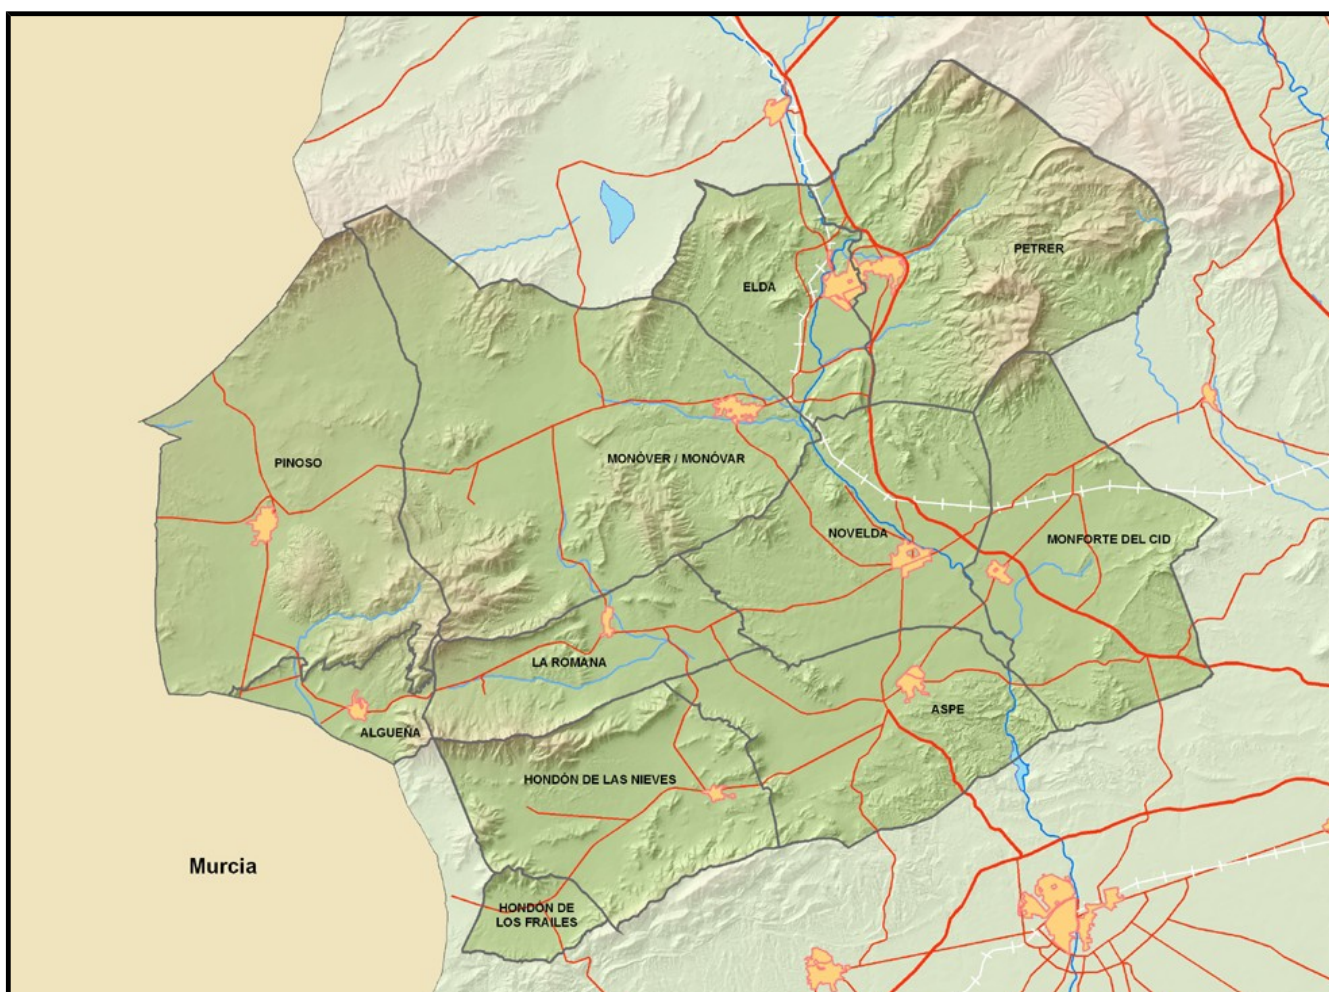 PETRER
ELDA
MONÒVER / MONÓVAR
PINOSO
NOVELDA
MONFORTE DEL CID
LA ROMANA
ASPE
ALGUEÑA
HONDÓN DE LAS NIEVES
Murcia
HONDÓN DE
LOS FRAILES